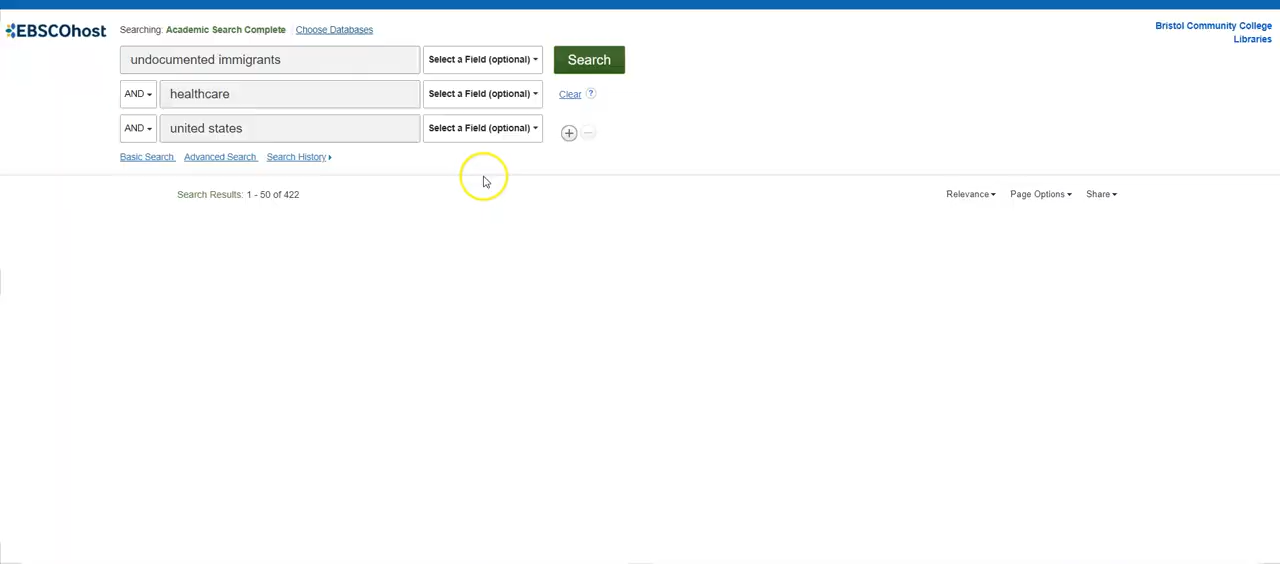 EBSCOhost
Searching: Academic Search Complete Choose Databases
Bristol Community College
Libraries
undocumented immigrants
Select a Field (optional)
Search
AND
healthcare
Select a Field (optional)
Clear ?
AND
united states
Select a Field (optional)
Basic Search Advanced Search Search History
Search Results: 1 - 50 of 422
Relevance Page Options Share